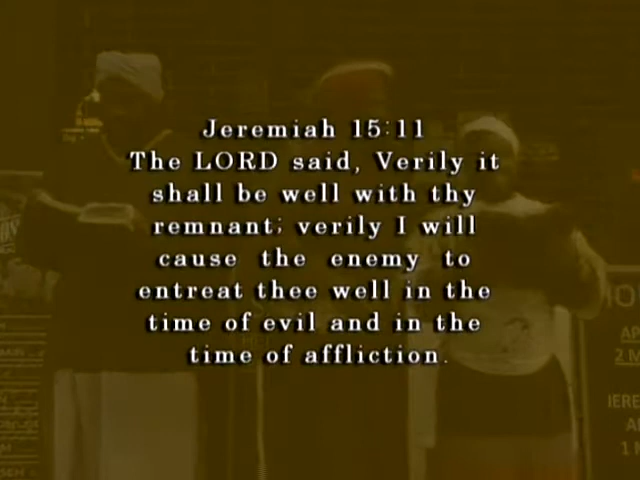 Jeremiah 15:11
The LORD said, Verily it
shall be well with thy
remnant; verily I will
cause the enemy to
entreat thee well in the
time of evil and in the
time of affliction.